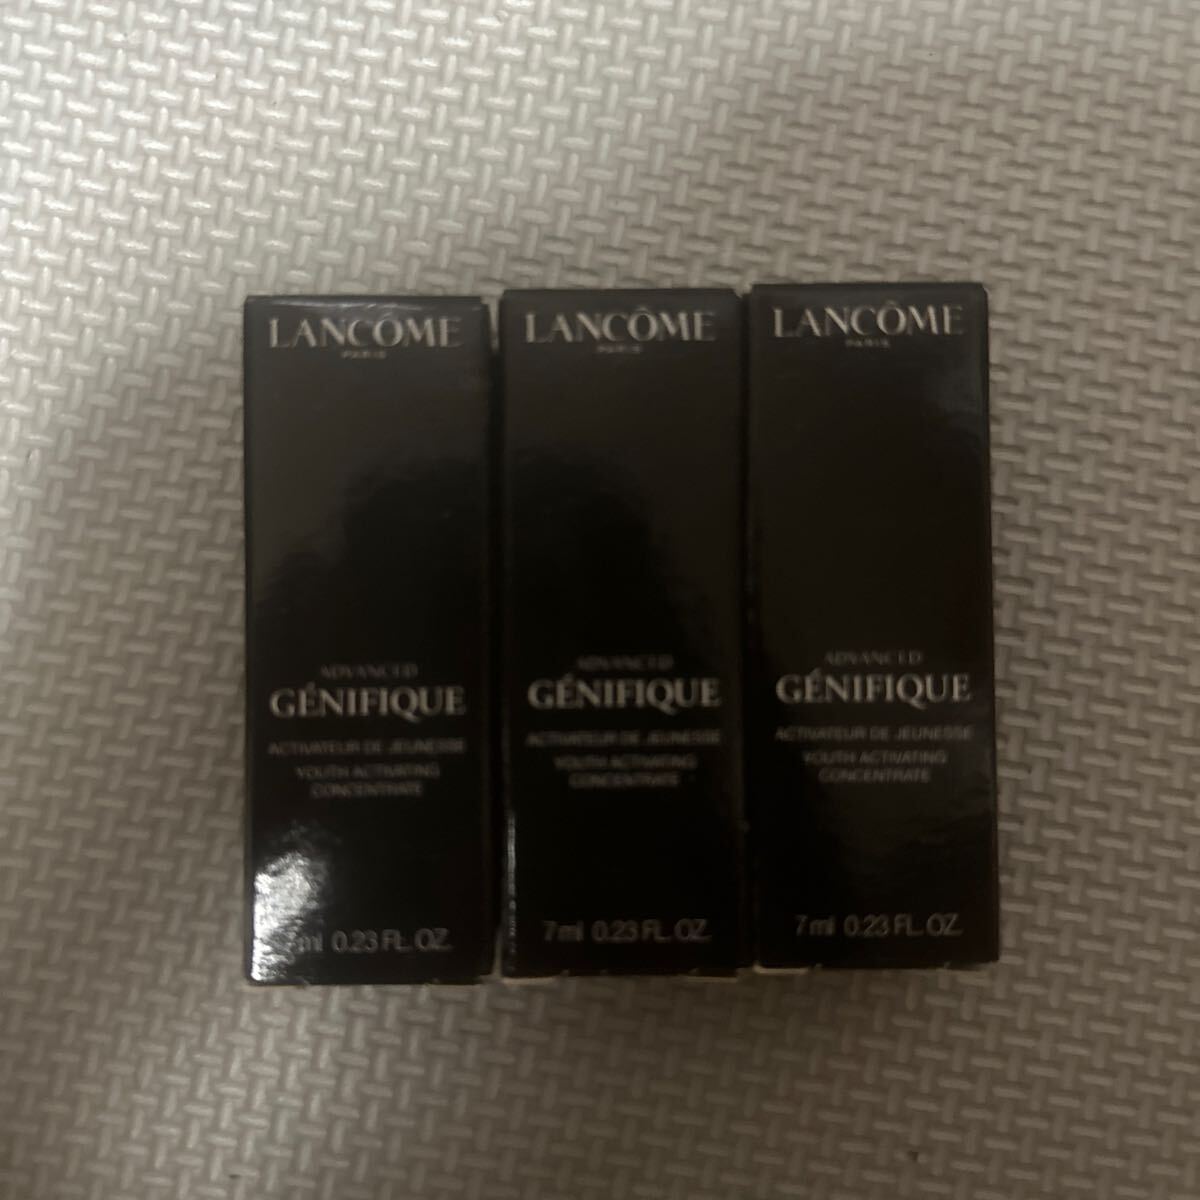 LANCÔME
PARIS
ADVANCED
GÉNIFIQUE
ACTIVATEUR DE JEUNESSE
YOUTH ACTIVATING
CONCENTRATE
7ml 0.23 FL. OZ.
LANCÔME
PARIS
ADVANCED
GÉNIFIQUE
ACTIVATEUR DE JEUNESSE
YOUTH ACTIVATING
CONCENTRATE
7ml 0.23 FL. OZ.
LANCÔME
PARIS
ADVANCED
GÉNIFIQUE
ACTIVATEUR DE JEUNESSE
YOUTH ACTIVATING
CONCENTRATE
7ml 0.23 FL. OZ.